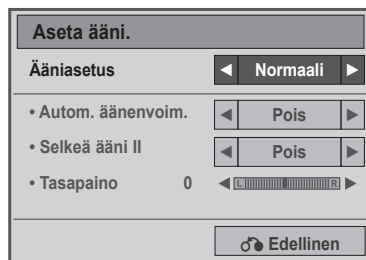 Aseta ääni.
Ääniasetus ◀ Normaali ▶
• Autom. äänenvoim. ◀ Pois ▶
• Selkeä ääni II ◀ Pois ▶
• Tasapaino 0 ◀ L R ▶
Edellinen